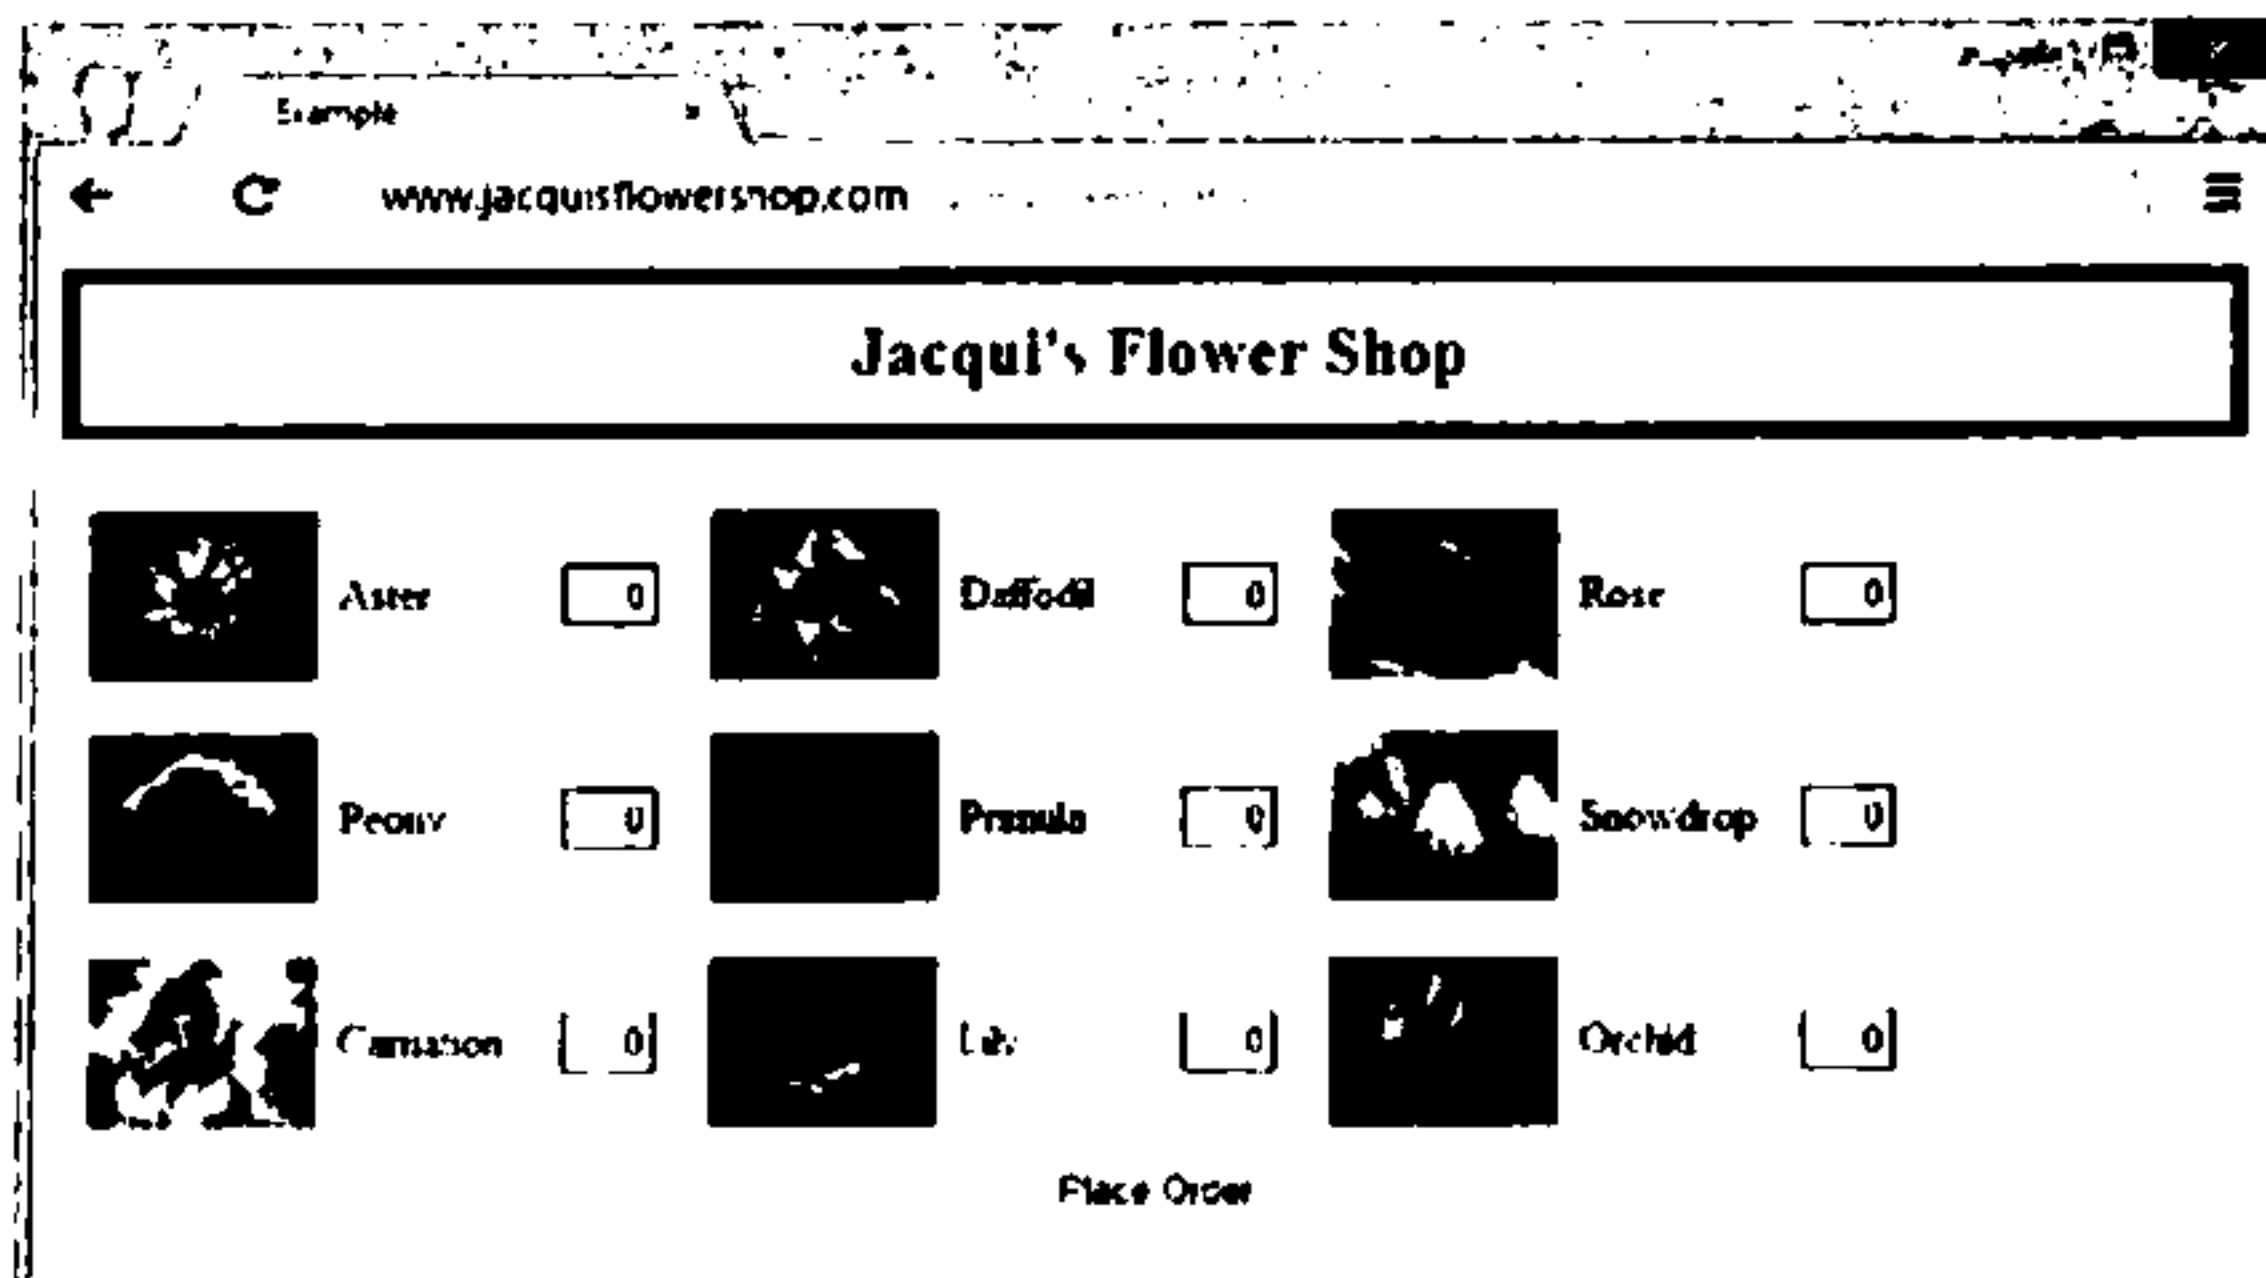 Example
www.jacquisflowershop.com
Jacqui's Flower Shop
Aster 0 Daffodil 0 Rose 0
Peony 0 Primula 0 Snowdrop 0
Carnation 0 Lily 0 Orchid 0
Place Order